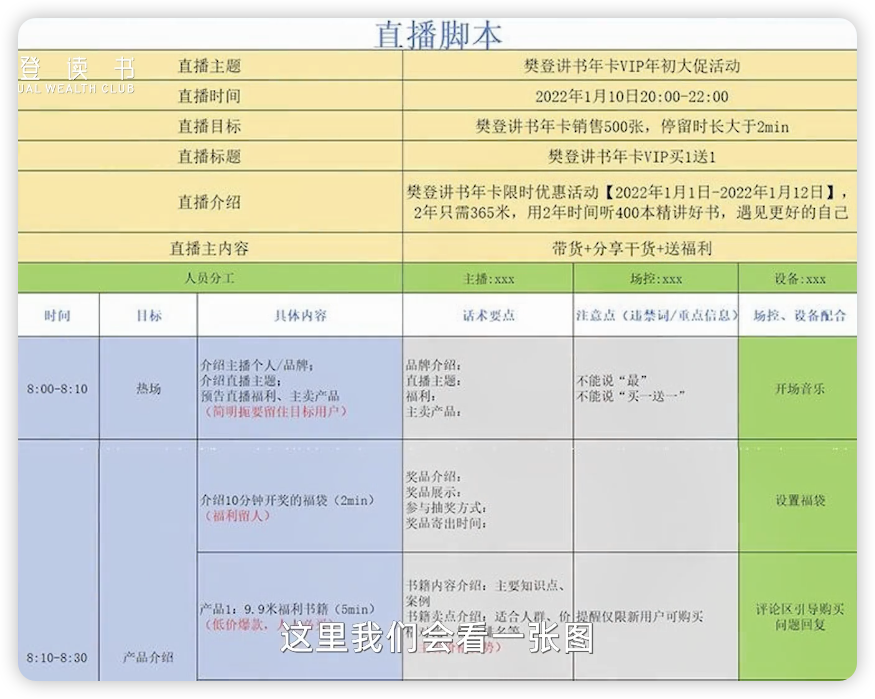 直播脚本
登 读 书
UAL WEALTH CLUB
直播主题
樊登讲书年卡VIP年初大促活动
直播时间
2022年1月10日20:00-22:00
直播目标
樊登讲书年卡销售500张，停留时长大于2min
直播标题
樊登讲书年卡VIP买1送1
直播介绍
樊登讲书年卡限时优惠活动【2022年1月1日-2022年1月12日】，
2年只需365米，用2年时间听400本精讲好书，遇见更好的自己
直播主内容
带货+分享干货+送福利
人员分工
主播:xxx
场控:xxx
设备:xxx
时间
目标
具体内容
话术要点
注意点（违禁词/重点信息）
场控、设备配合
8:00-8:10
热场
介绍主播个人/品牌；
介绍直播主题；
预告直播福利、主卖产品
（简明扼要留住目标用户）
品牌介绍：
直播主题：
福利：
主卖产品：
不能说“最”
不能说“买一送一”
开场音乐
8:10-8:30
产品介绍
介绍10分钟开奖的福袋（2min）
（福利留人）
奖品介绍：
奖品展示：
参与抽奖方式：
奖品寄出时间：
设置福袋
产品1：9.9米福利书籍（5min）
（低价爆款，
书籍内容介绍：主要知识点、
案例
书籍卖点介绍：适合人群、价
提醒仅限新用户可购买
评论区引导购买
问题回复
这里我们会看一张图